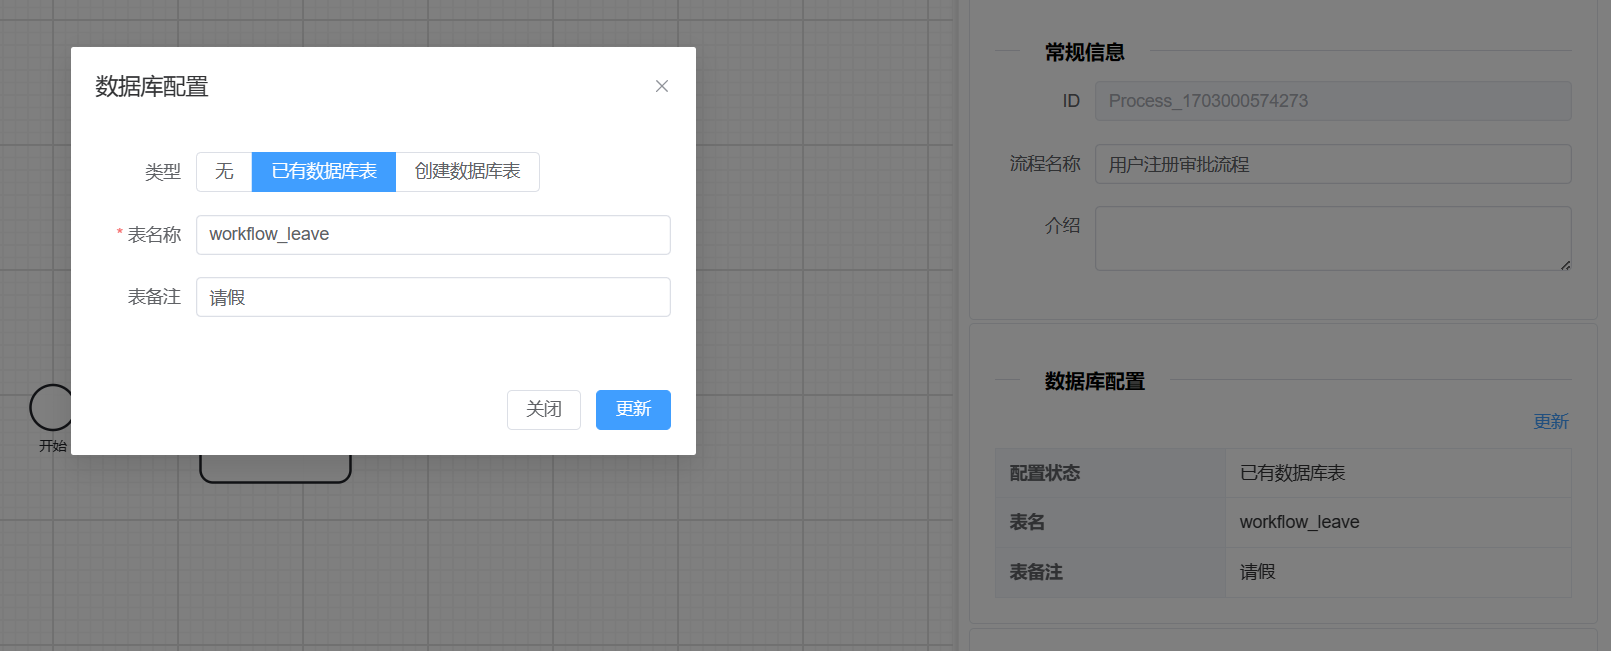 数据库配置
类型 无 已有数据库表 创建数据库表
* 表名称 workflow_leave
表备注 请假
关闭 更新
开始
常规信息
ID Process_1703000574273
流程名称 用户注册审批流程
介绍
数据库配置
更新
配置状态 已有数据库表
表名 workflow_leave
表备注 请假